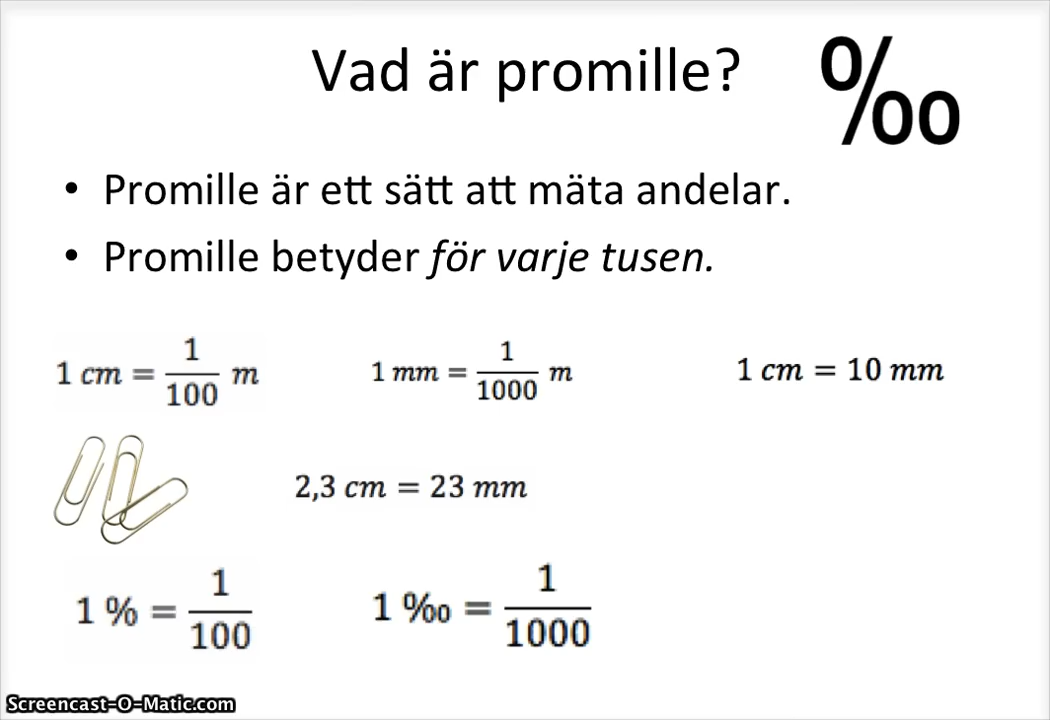 Vad är promille? ‰
• Promille är ett sätt att mäta andelar.
• Promille betyder för varje tusen.
1 cm = 1/100 m    1 mm = 1/1000 m    1 cm = 10 mm
2,3 cm = 23 mm
1 % = 1/100    1 ‰ = 1/1000
Screencast-O-Matic.com